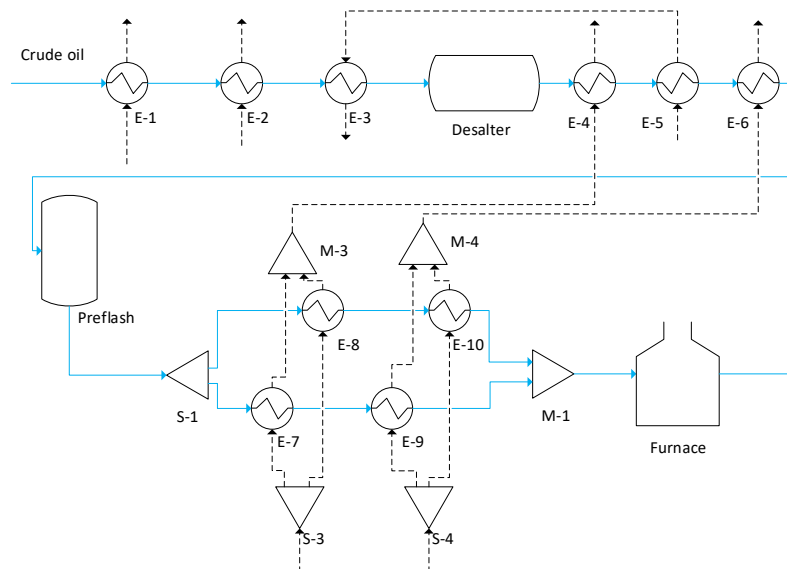 Crude oil
E-1
E-2
E-3
Desalter
E-4
E-5
E-6
M-3
M-4
Preflash
E-8
E-10
S-1
E-7
E-9
M-1
Furnace
S-3
S-4